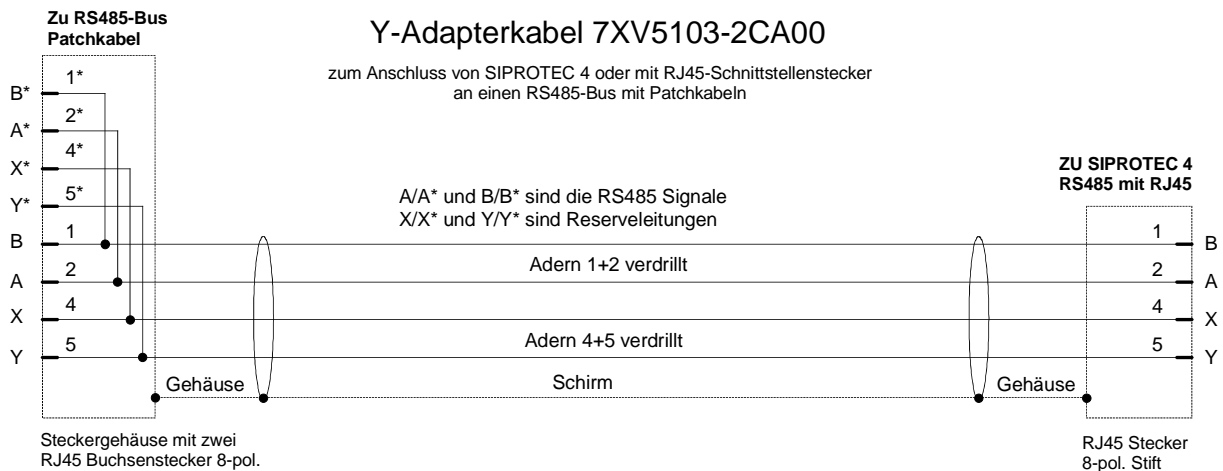 Zu RS485-Bus
Patchkabel
Y-Adapterkabel 7XV5103-2CA00
zum Anschluss von SIPROTEC 4 oder mit RJ45-Schnittstellenstecker
an einen RS485-Bus mit Patchkabeln
B* 1*
A* 2*
X* 4*
Y* 5*
ZU SIPROTEC 4
RS485 mit RJ45
A/A* und B/B* sind die RS485 Signale
X/X* und Y/Y* sind Reserveleitungen
B 1 1 B
Adern 1+2 verdrillt
A 2 2 A
X 4 4 X
Adern 4+5 verdrillt
Y 5 5 Y
Gehäuse Schirm Gehäuse
Steckergehäuse mit zwei
RJ45 Buchsenstecker 8-pol.
RJ45 Stecker
8-pol. Stift